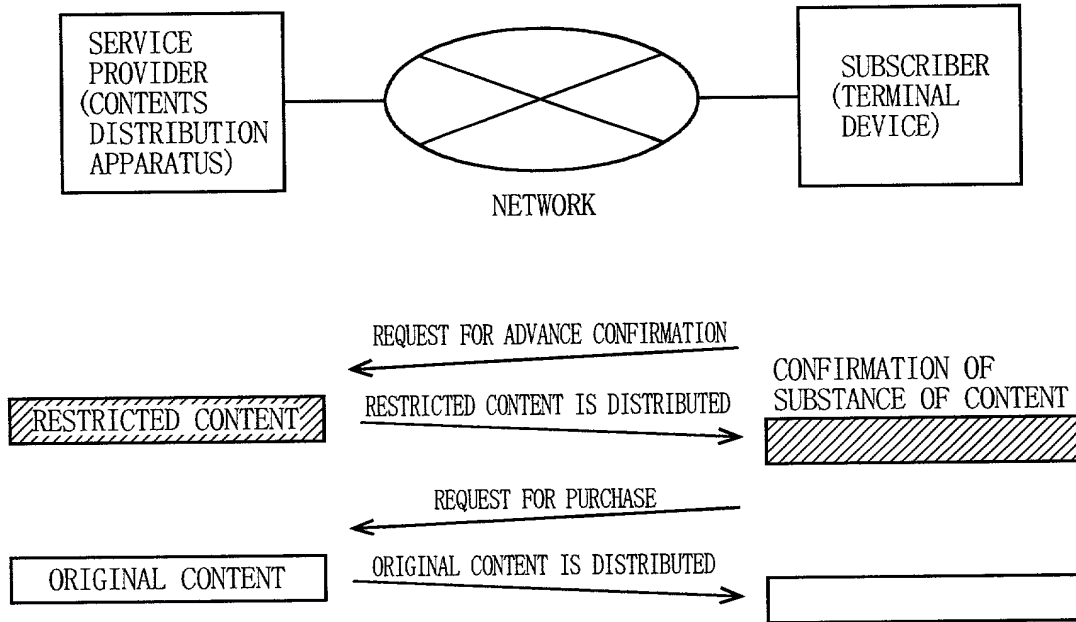 SERVICE
PROVIDER
(CONTENTS
DISTRIBUTION
APPARATUS)
NETWORK
SUBSCRIBER
(TERMINAL
DEVICE)
REQUEST FOR ADVANCE CONFIRMATION
CONFIRMATION OF
SUBSTANCE OF CONTENT
RESTRICTED CONTENT
RESTRICTED CONTENT IS DISTRIBUTED
REQUEST FOR PURCHASE
ORIGINAL CONTENT
ORIGINAL CONTENT IS DISTRIBUTED